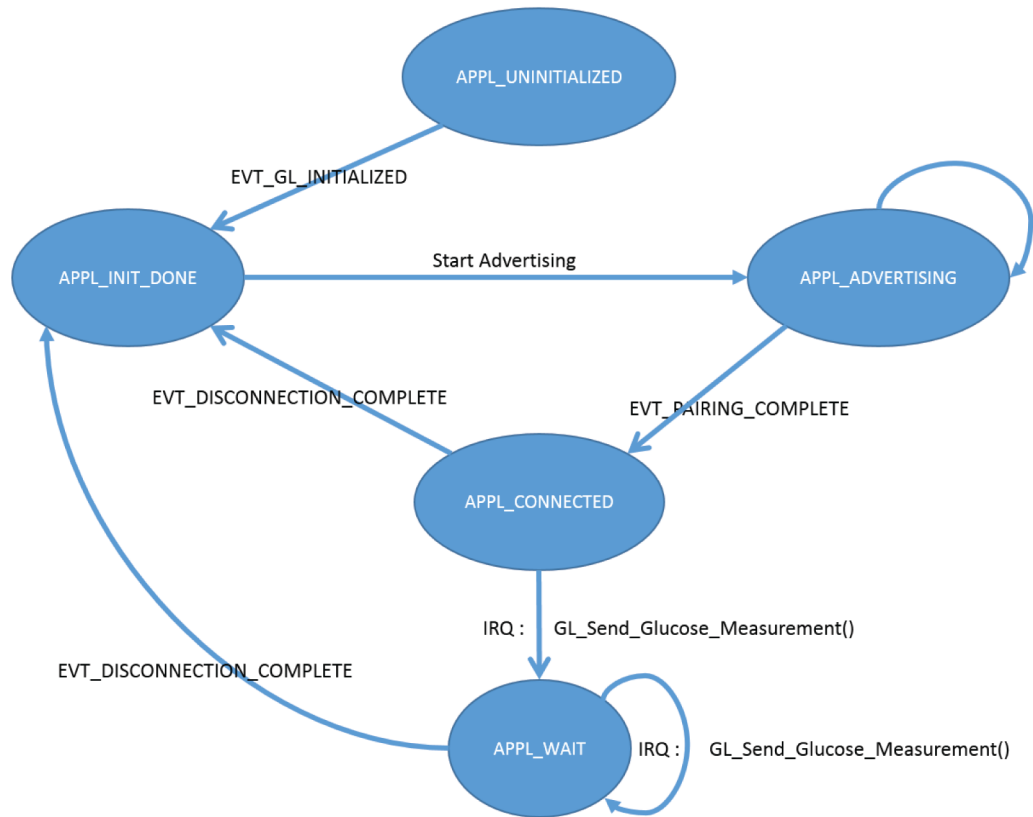 APPL_UNINITIALIZED
EVT_GL_INITIALIZED
APPL_INIT_DONE
Start Advertising
APPL_ADVERTISING
EVT_DISCONNECTION_COMPLETE
EVT_PAIRING_COMPLETE
APPL_CONNECTED
IRQ : GL_Send_Glucose_Measurement()
EVT_DISCONNECTION_COMPLETE
APPL_WAIT
IRQ : GL_Send_Glucose_Measurement()